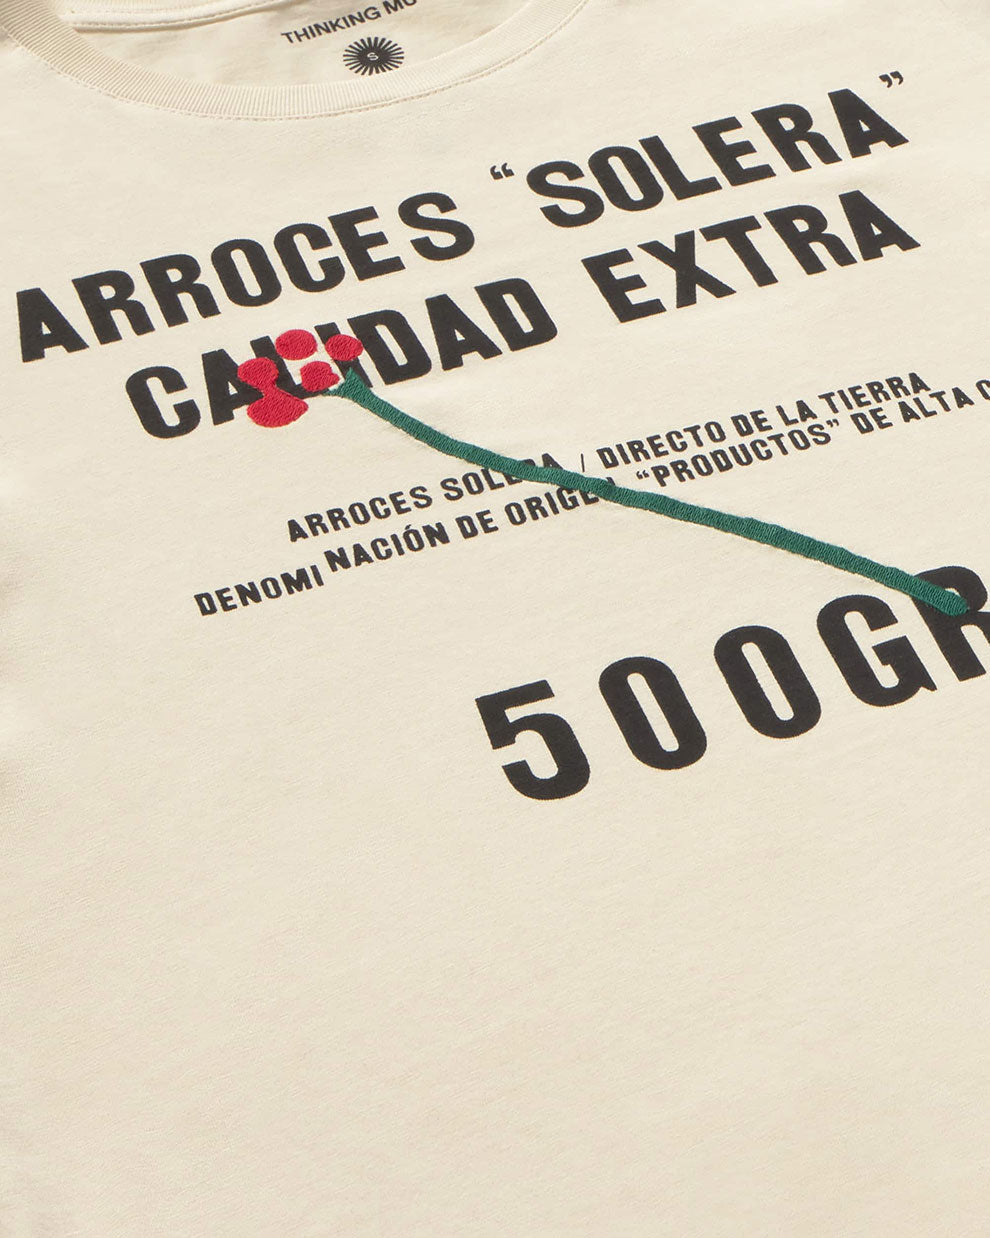 THINKING MU
S
ARROCES “SOLERA”
CALIDAD EXTRA
ARROCES SOLERA / DIRECTO DE LA TIERRA
DENOMINACIÓN DE ORIGEN “PRODUCTOS” DE ALTA
500GR